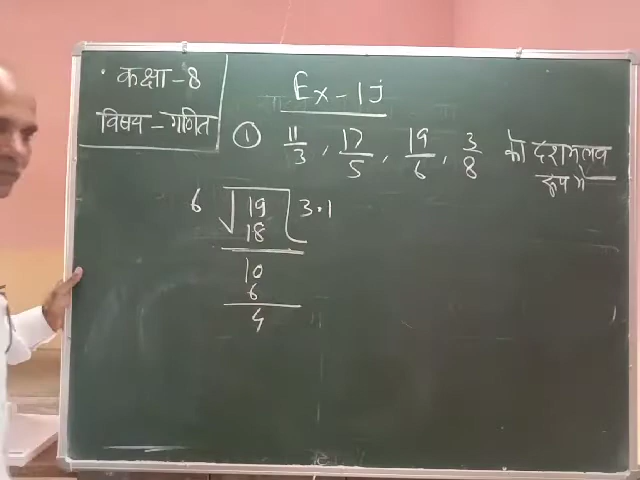 • कक्षा - 8
विषय - गणित
Ex - 1J
① 11/3 , 17/5 , 19/6 , 3/8 को दशमलव
रूप में
6 √19 3.1
18
10
6
4